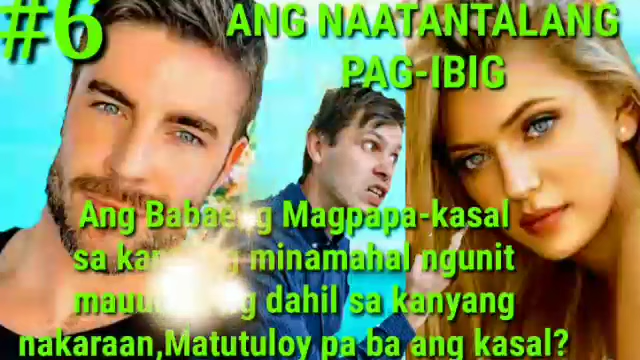 #6
ANG NAATANTALANG
PAG-IBIG
Ang Magpapa-kasal
sa minamahal ngunit
dahil sa kanyang
nakaraan,Matutuloy pa ba ang kasal?